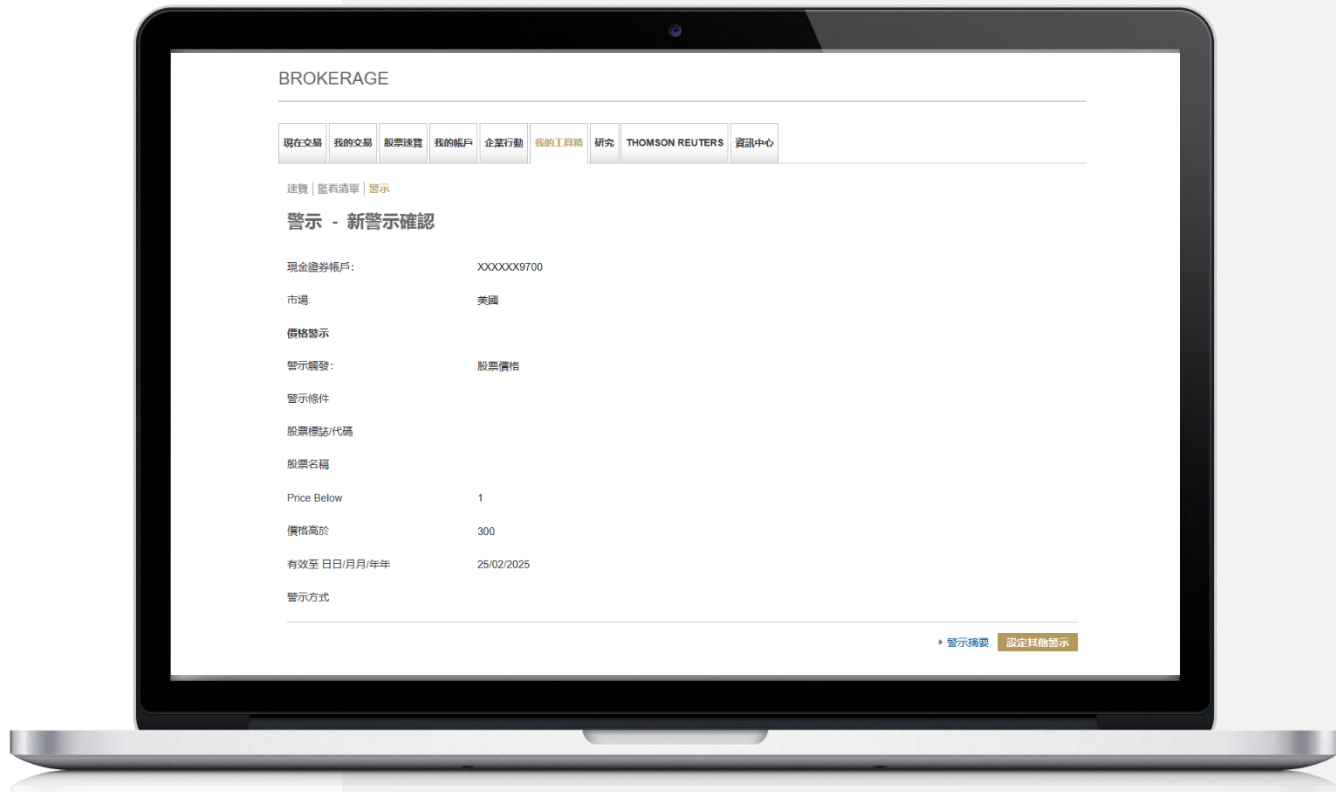 BROKERAGE
現在交易 我的交易 股票速覽 我的帳戶 企業行動 我的工具箱 研究 THOMSON REUTERS 資訊中心
速覽 | 監看清單 | 警示
警示 - 新警示確認
現金證券帳戶: XXXXXX9700
市場: 美國
價格警示
警示觸發: 股票價格
警示條件
股票標誌/代碼
股票名稱
Price Below 1
價格高於 300
有效至 日日/月月/年年 25/02/2025
警示方式
警示摘要 設定其他警示